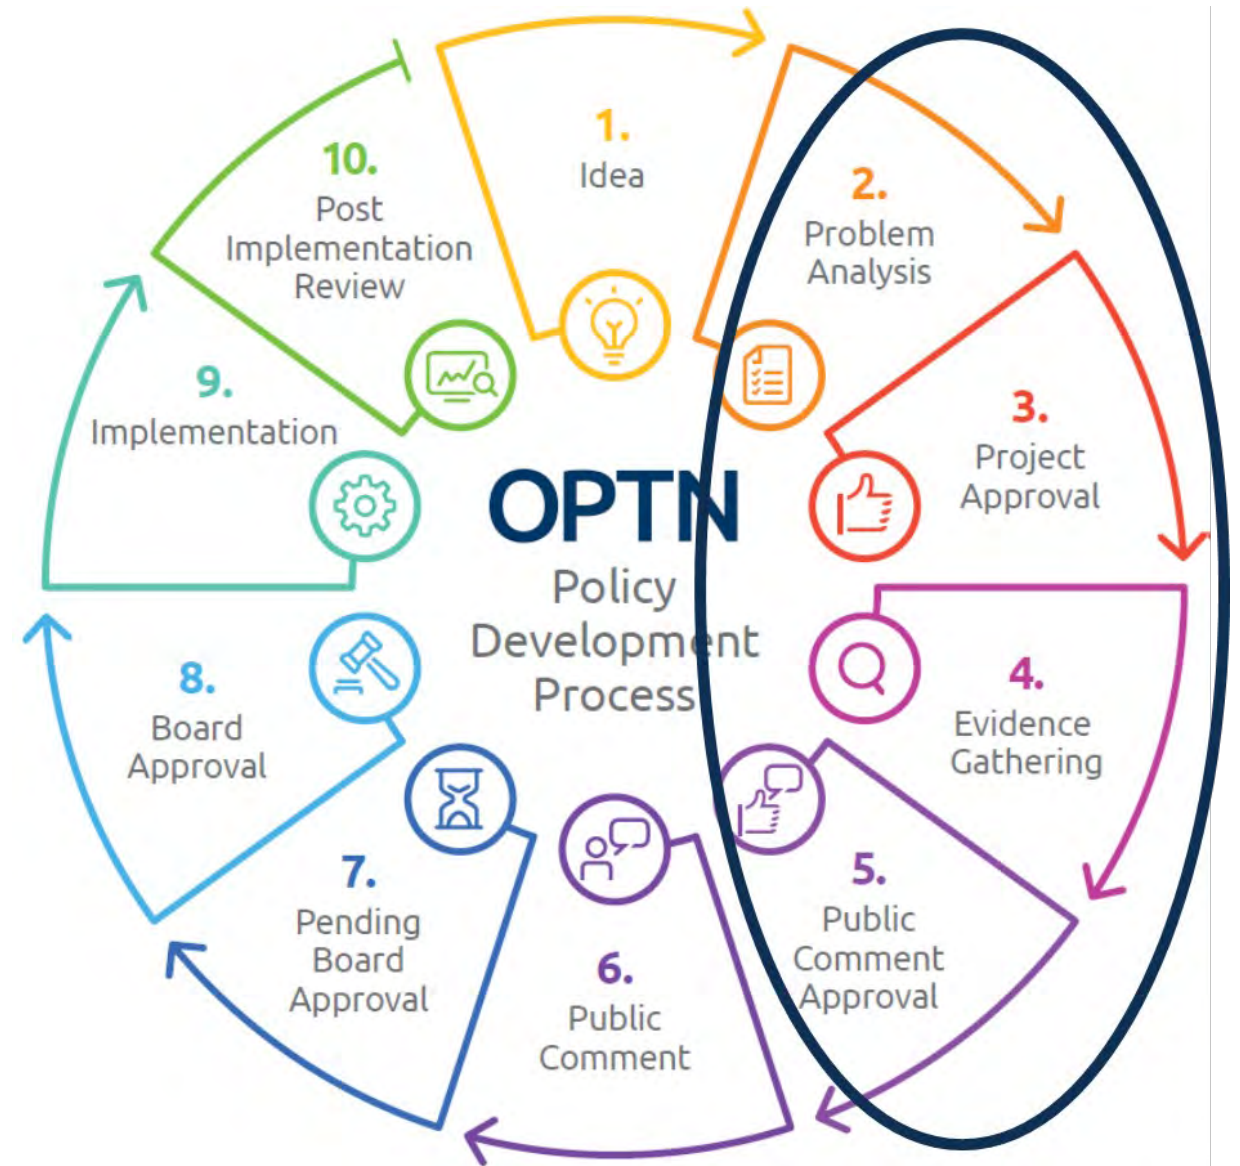 1.
Idea
2.
Problem
Analysis
3.
Project
Approval
4.
Evidence
Gathering
5.
Public
Comment
Approval
6.
Public
Comment
7.
Pending
Board
Approval
8.
Board
Approval
9.
Implementation
10.
Post
Implementation
Review
OPTN
Policy
Development
Process